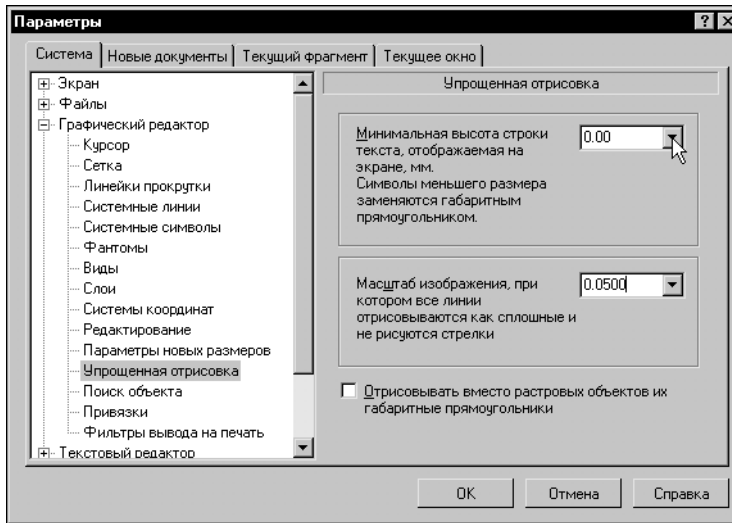 Параметры
Система
Новые документы
Текущий фрагмент
Текущее окно
Экран
Файлы
Графический редактор
Курсор
Сетка
Линейки прокрутки
Системные линии
Системные символы
Фантомы
Виды
Слои
Системы координат
Редактирование
Параметры новых размеров
Упрощенная отрисовка
Поиск объекта
Привязки
Фильтры вывода на печать
Текстовый редактор
Упрощенная отрисовка
Минимальная высота строки
текста, отображаемая на
экране, мм.
Символы меньшего размера
заменяются габаритным
прямоугольником.
0.00
Масштаб изображения, при
котором все линии
отрисовываются как сплошные и
не рисуются стрелки
0.0500
Отрисовывать вместо растровых объектов их
габаритные прямоугольники
OK
Отмена
Справка